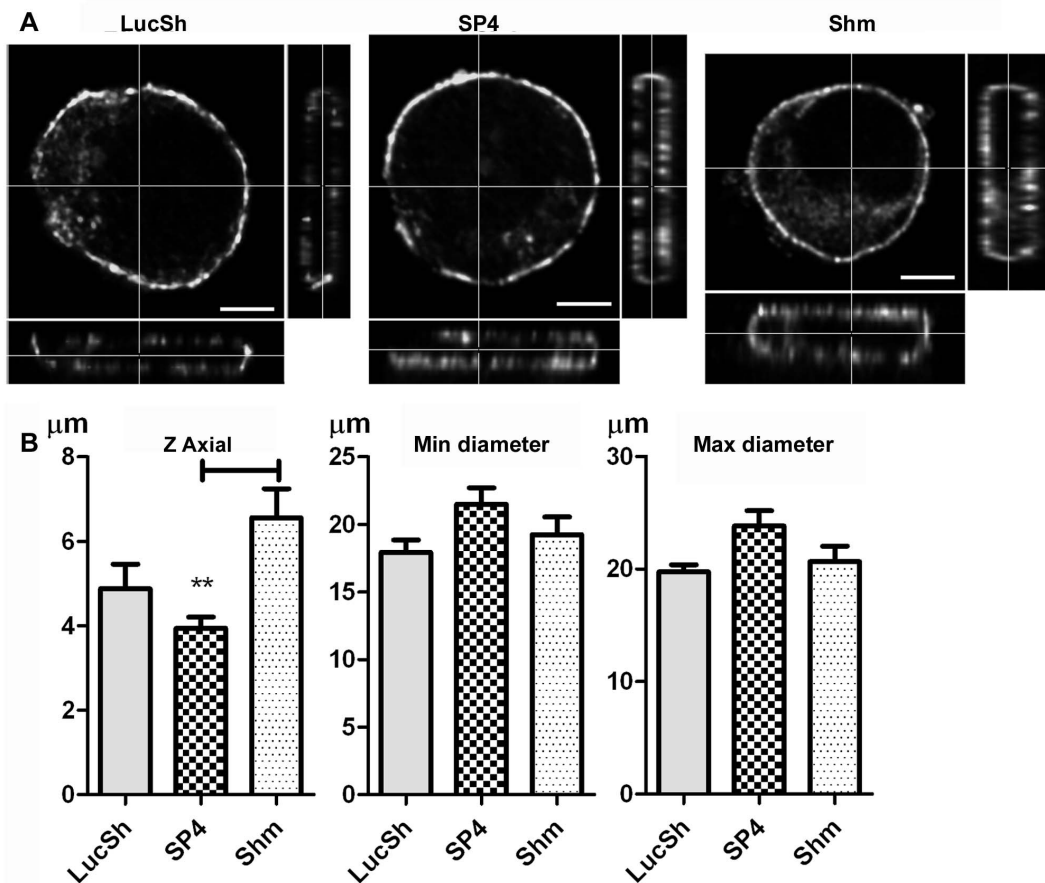 A
LucSh
SP4
Shm
B
μm
Z Axial
8
6
4
2
0
**
LucSh
SP4
Shm
μm
Min diameter
25
20
15
10
5
0
LucSh
SP4
Shm
μm
Max diameter
30
20
10
0
LucSh
SP4
Shm